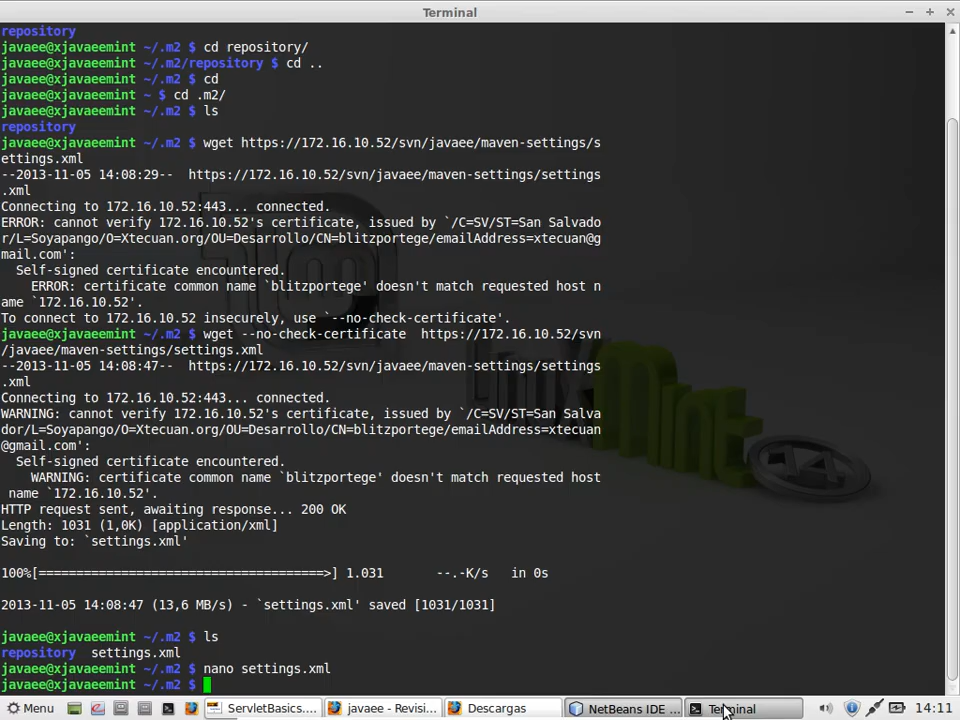 Terminal
repository
javaee@xjavaeemint ~/.m2 $ cd repository/
javaee@xjavaeemint ~/.m2/repository $ cd ..
javaee@xjavaeemint ~/.m2 $ cd
javaee@xjavaeemint ~ $ cd .m2/
javaee@xjavaeemint ~/.m2 $ ls
repository
javaee@xjavaeemint ~/.m2 $ wget https://172.16.10.52/svn/javaee/maven-settings/s
ettings.xml
--2013-11-05 14:08:29--  https://172.16.10.52/svn/javaee/maven-settings/settings
.xml
Connecting to 172.16.10.52:443... connected.
ERROR: cannot verify 172.16.10.52's certificate, issued by `/C=SV/ST=San Salvado
r/L=Soyapango/O=Xtecuan.org/OU=Desarrollo/CN=blitzportege/emailAddress=xtecuan@g
mail.com':
  Self-signed certificate encountered.
    ERROR: certificate common name `blitzportege' doesn't match requested host n
ame `172.16.10.52'.
To connect to 172.16.10.52 insecurely, use `--no-check-certificate'.
javaee@xjavaeemint ~/.m2 $ wget --no-check-certificate  https://172.16.10.52/svn
/javaee/maven-settings/settings.xml
--2013-11-05 14:08:47--  https://172.16.10.52/svn/javaee/maven-settings/settings
.xml
Connecting to 172.16.10.52:443... connected.
WARNING: cannot verify 172.16.10.52's certificate, issued by `/C=SV/ST=San Salva
dor/L=Soyapango/O=Xtecuan.org/OU=Desarrollo/CN=blitzportege/emailAddress=xtecuan
@gmail.com':
  Self-signed certificate encountered.
    WARNING: certificate common name `blitzportege' doesn't match requested host
 name `172.16.10.52'.
HTTP request sent, awaiting response... 200 OK
Length: 1031 (1,0K) [application/xml]
Saving to: `settings.xml'
100%[======================================>] 1.031       --.-K/s   in 0s
2013-11-05 14:08:47 (13,6 MB/s) - `settings.xml' saved [1031/1031]
javaee@xjavaeemint ~/.m2 $ ls
repository  settings.xml
javaee@xjavaeemint ~/.m2 $ nano settings.xml
javaee@xjavaeemint ~/.m2 $
Linux Mint
14
Menu
ServletBasics....
javaee - Revisi...
Descargas
NetBeans IDE ...
Terminal
14:11